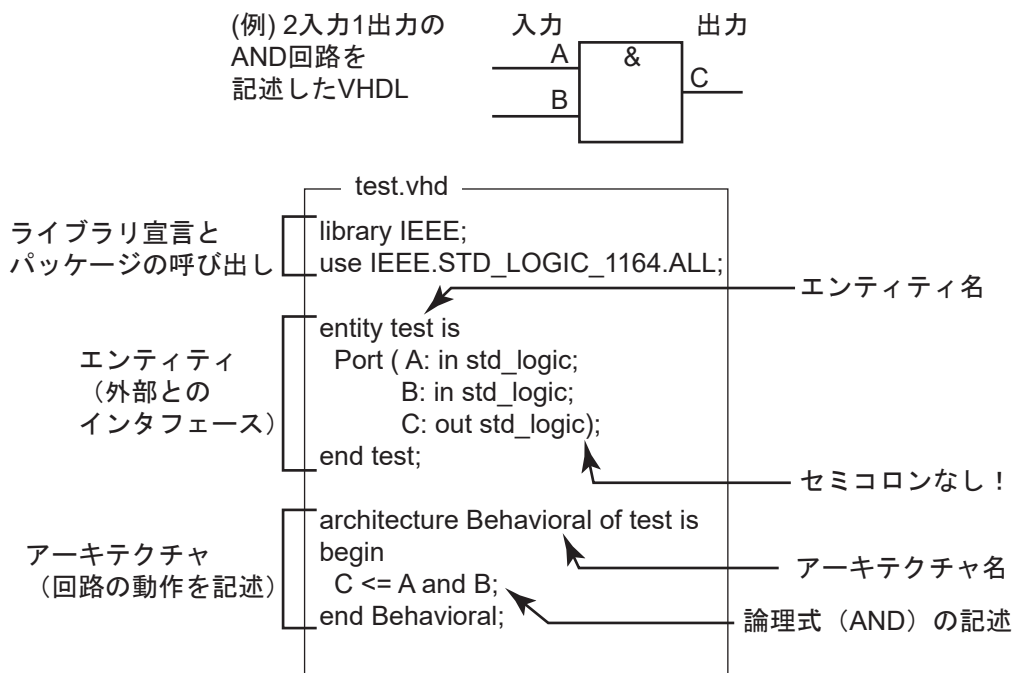 (例) 2入力1出力の
AND回路を
記述したVHDL
入力
出力
A
&
B
C
test.vhd
ライブラリ宣言と
パッケージの呼び出し
library IEEE;
use IEEE.STD_LOGIC_1164.ALL;
エンティティ名
エンティティ
（外部との
インタフェース）
entity test is
Port ( A: in std_logic;
B: in std_logic;
C: out std_logic);
end test;
セミコロンなし！
アーキテクチャ
（回路の動作を記述）
architecture Behavioral of test is
begin
C <= A and B;
end Behavioral;
アーキテクチャ名
論理式（AND）の記述